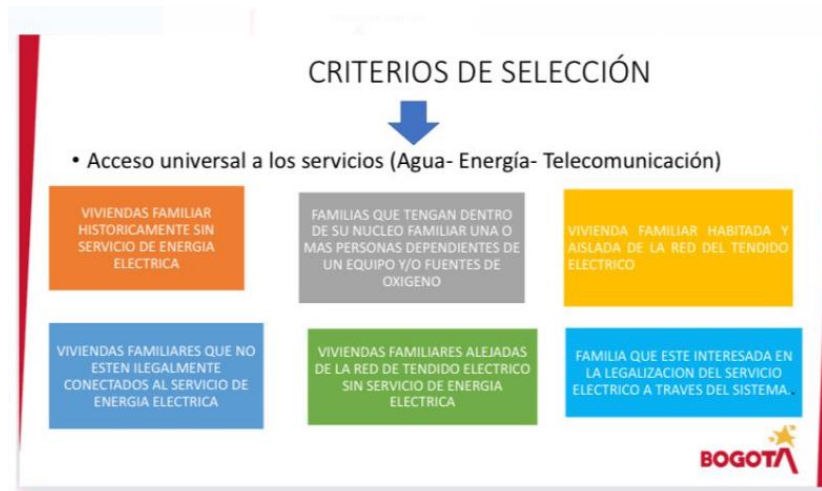 CRITERIOS DE SELECCIÓN
• Acceso universal a los servicios (Agua- Energía- Telecomunicación)
VIVIENDAS FAMILIAR
HISTORICAMENTE SIN
SERVICIO DE ENERGIA
ELECTRICA
FAMILIAS QUE TENGAN DENTRO
DE SU NUCLEO FAMILIAR UNA O
MAS PERSONAS DEPENDIENTES DE
UN EQUIPO Y/O FUENTES DE
OXIGENO
VIVIENDA FAMILIAR HABITADA Y
AISLADA DE LA RED DEL TENDIDO
ELECTRICO
VIVIENDAS FAMILIARES QUE NO
ESTEN ILEGALMENTE
CONECTADOS AL SERVICIO DE
ENERGIA ELECTRICA
VIVIENDAS FAMILIARES ALEJADAS
DE LA RED DE TENDIDO ELECTRICO
SIN SERVICIO DE ENERGIA
ELECTRICA
FAMILIA QUE ESTE INTERESADA EN
LA LEGALIZACION DEL SERVICIO
ELECTRICO A TRAVES DEL SISTEMA..
BOGOTÁ